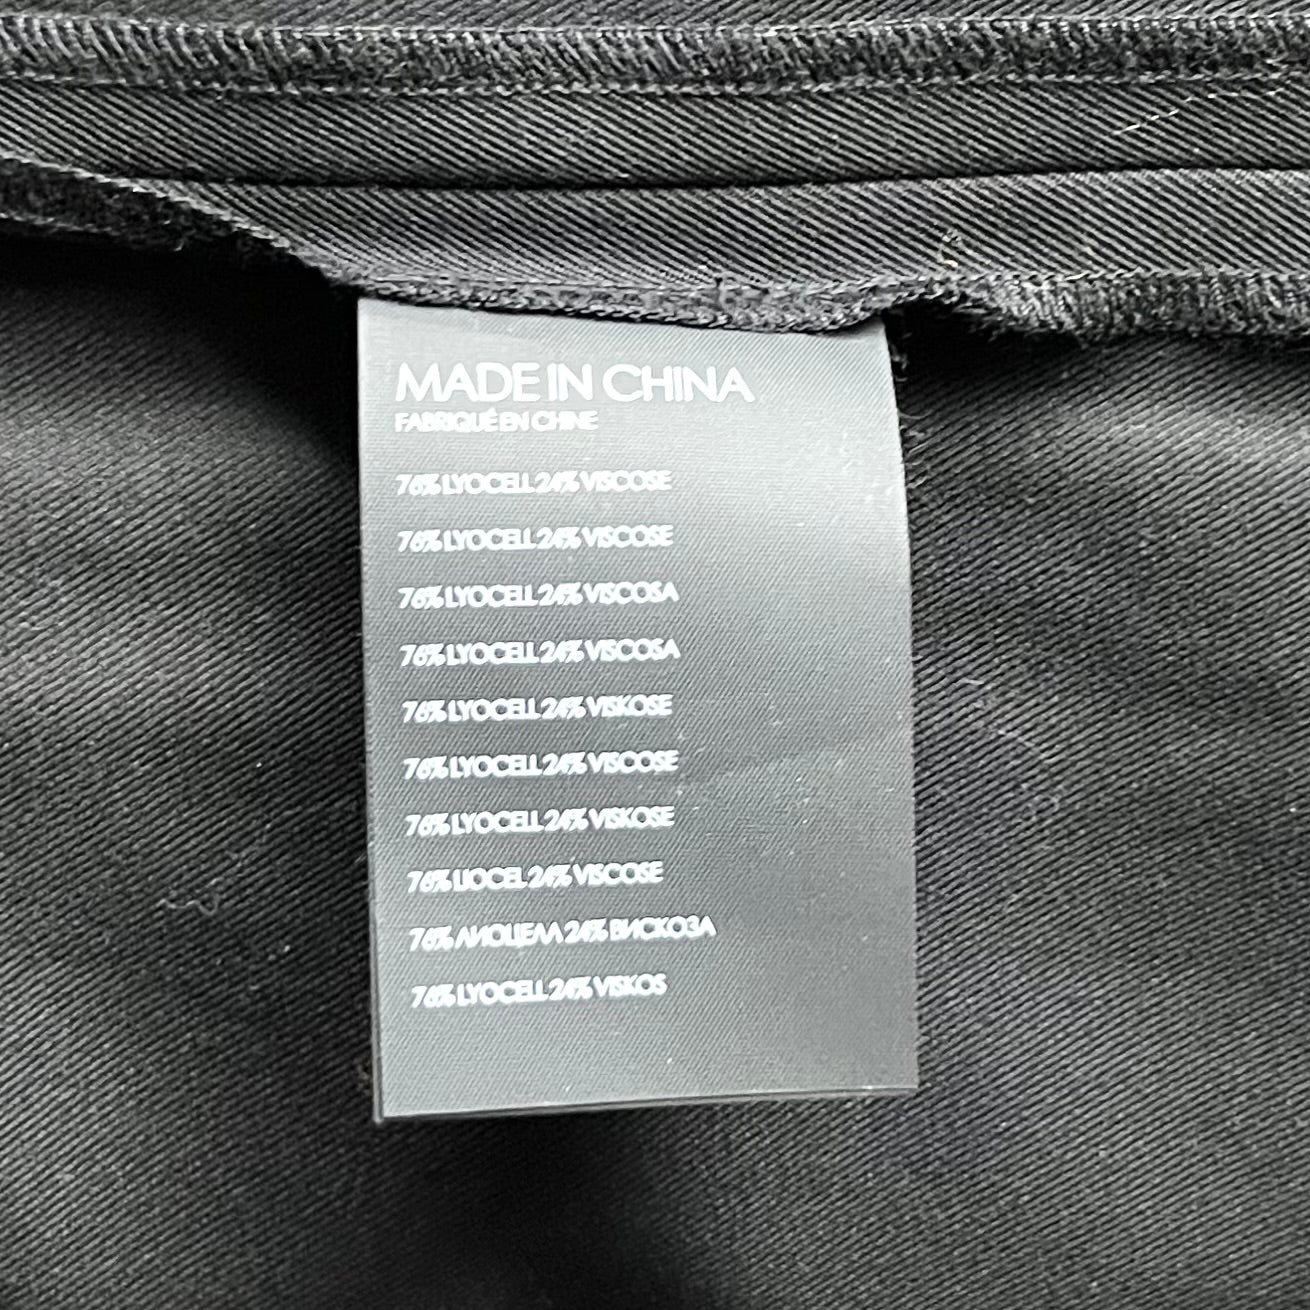 MADE IN CHINA
FABRIQUÉ EN CHINE
76% LYOCELL 24% VISCOSE
76% LYOCELL 24% VISCOSE
76% LYOCELL 24% VISCOSA
76% LYOCELL 24% VISCOSA
76% LYOCELL 24% VISKOSE
76% LYOCELL 24% VISCOSE
76% LYOCELL 24% VISKOSE
76% LIOCEL 24% VISCOSE
76% ЛИОЦЕЛЛ 24% ВИСКОЗА
76% LYOCELL 24% VISKOS